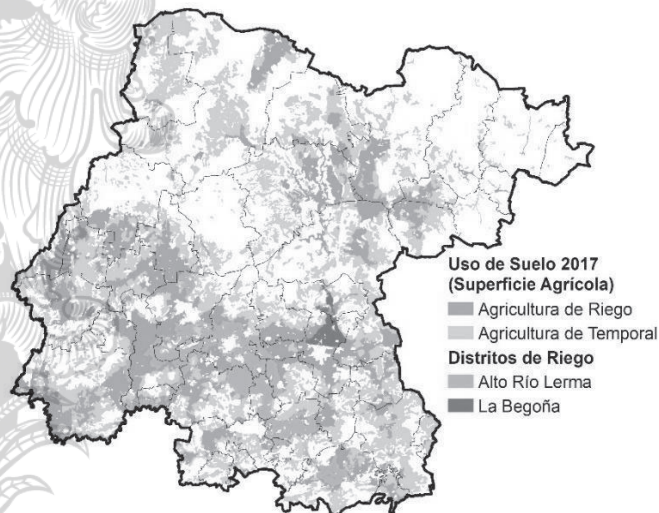 Uso de Suelo 2017
(Superficie Agrícola)
Agricultura de Riego
Agricultura de Temporal
Distritos de Riego
Alto Río Lerma
La Begoña